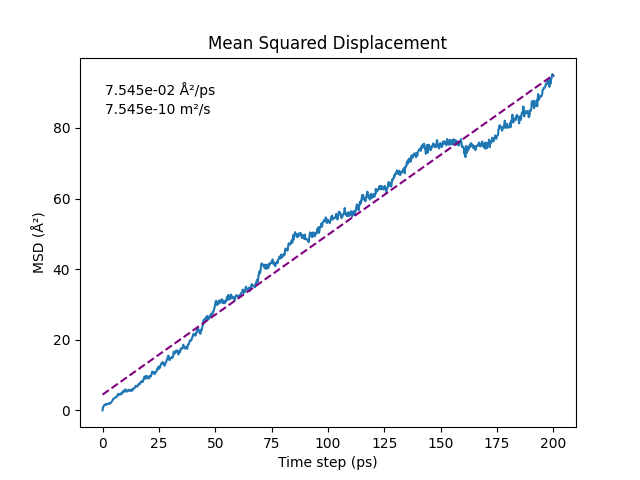 Mean Squared Displacement
7.545e-02 Å²/ps
7.545e-10 m²/s
MSD (Å²)
80
60
40
20
0
0 25 50 75 100 125 150 175 200
Time step (ps)